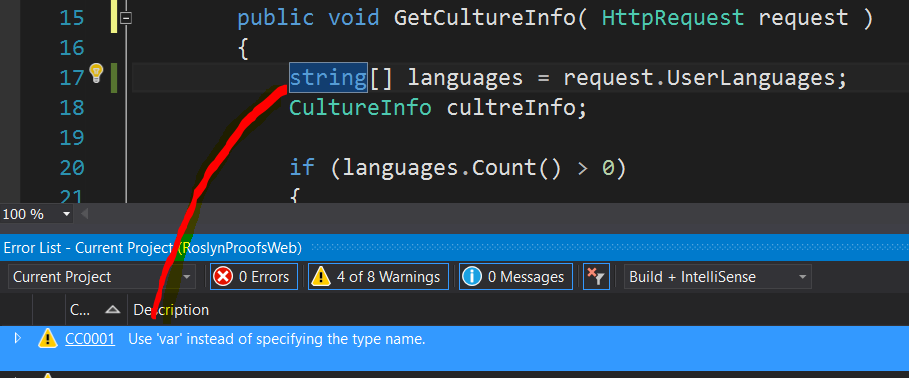 15 public void GetCultureInfo( HttpRequest request )
16 {
17 string[] languages = request.UserLanguages;
18 CultureInfo cultreInfo;
19
20 if (languages.Count() > 0)
21 {
100 %
Error List - Current Project (RoslynProofsWeb)
Current Project 0 Errors 4 of 8 Warnings 0 Messages Build + IntelliSense
C... Description
CC0001 Use 'var' instead of specifying the type name.